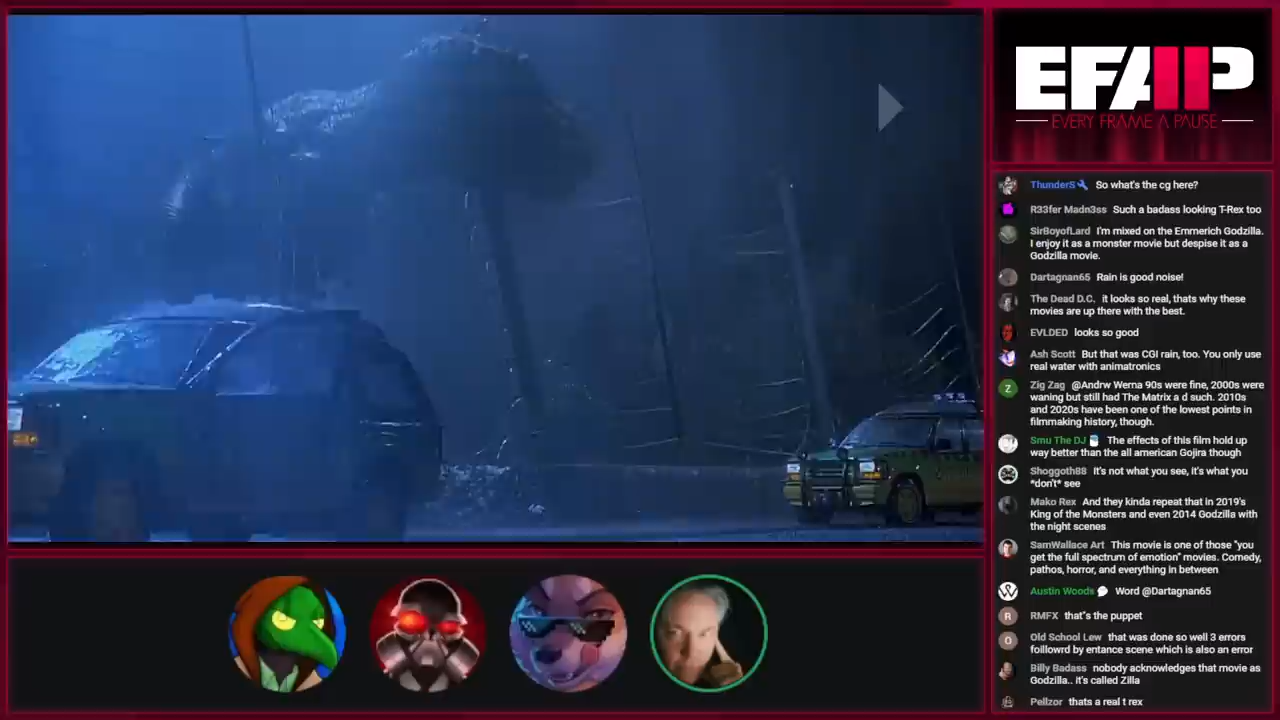 EFAP
EVERY FRAME A PAUSE
ThunderS So what's the cg here?
R33fer Madn3ss Such a badass looking T-Rex too
SirBoyofLard I'm mixed on the Emmerich Godzilla.
I enjoy it as a monster movie but despise it as a
Godzilla movie.
Dartagnan65 Rain is good noise!
The Dead D.C. it looks so real, thats why these
movies are up there with the best.
EVLDED looks so good
Ash Scott But that was CGI rain, too. You only use
real water with animatronics
Z
Zig Zag @Andrw Werna 90s were fine, 2000s were
waning but still had The Matrix a d such. 2010s
and 2020s have been one of the lowest points in
filmmaking history, though.
Smu The DJ The effects of this film hold up
way better than the all american Gojira though
Shoggoth88 It's not what you see, it's what you
*don't* see
Mako Rex And they kinda repeat that in 2019's
King of the Monsters and even 2014 Godzilla with
the night scenes
SamWallace Art This movie is one of those "you
get the full spectrum of emotion" movies. Comedy,
pathos, horror, and everything in between
Austin Woods Word @Dartagnan65
R
RMFX that"s the puppet
O
Old School Lew that was done so well 3 errors
folllowrd by entance scene which is also an error
Billy Badass nobody acknowledges that movie as
Godzilla.. it's called Zilla
Pellzor thats a real t rex